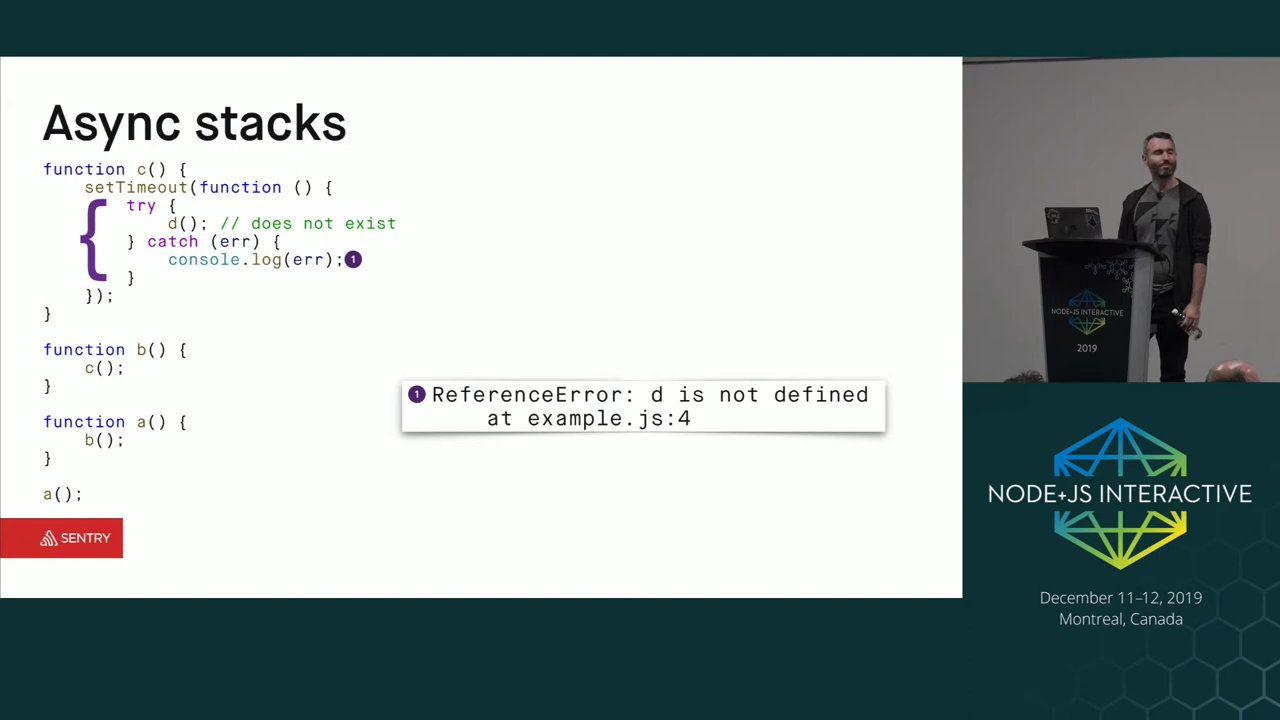 Async stacks
function c() {
setTimeout(function () {
try {
d(); // does not exist
} catch (err) {
console.log(err);1
}
});
}
function b() {
c();
}
function a() {
b();
}
a();
1 ReferenceError: d is not defined
at example.js:4
SENTRY
NODE+JS INTERACTIVE
2019
NODE+JS INTERACTIVE
December 11–12, 2019
Montreal, Canada